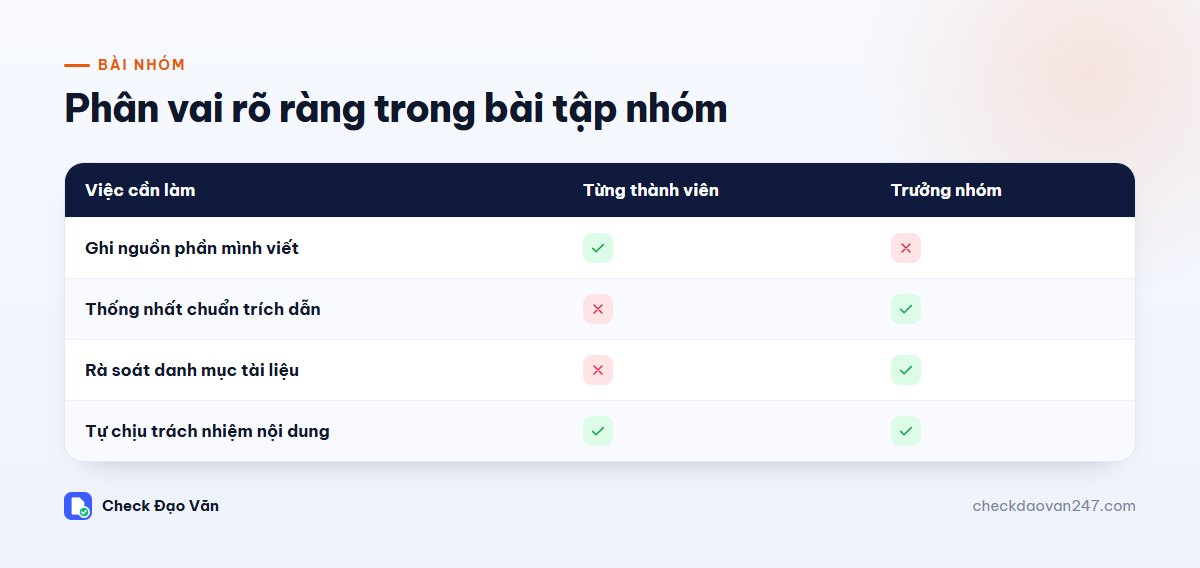 BÀI NHÓM
Phân vai rõ ràng trong bài tập nhóm
Việc cần làm Từng thành viên Trưởng nhóm
Ghi nguồn phần mình viết
Thống nhất chuẩn trích dẫn
Rà soát danh mục tài liệu
Tự chịu trách nhiệm nội dung
Check Đạo Văn checkdaovan247.com